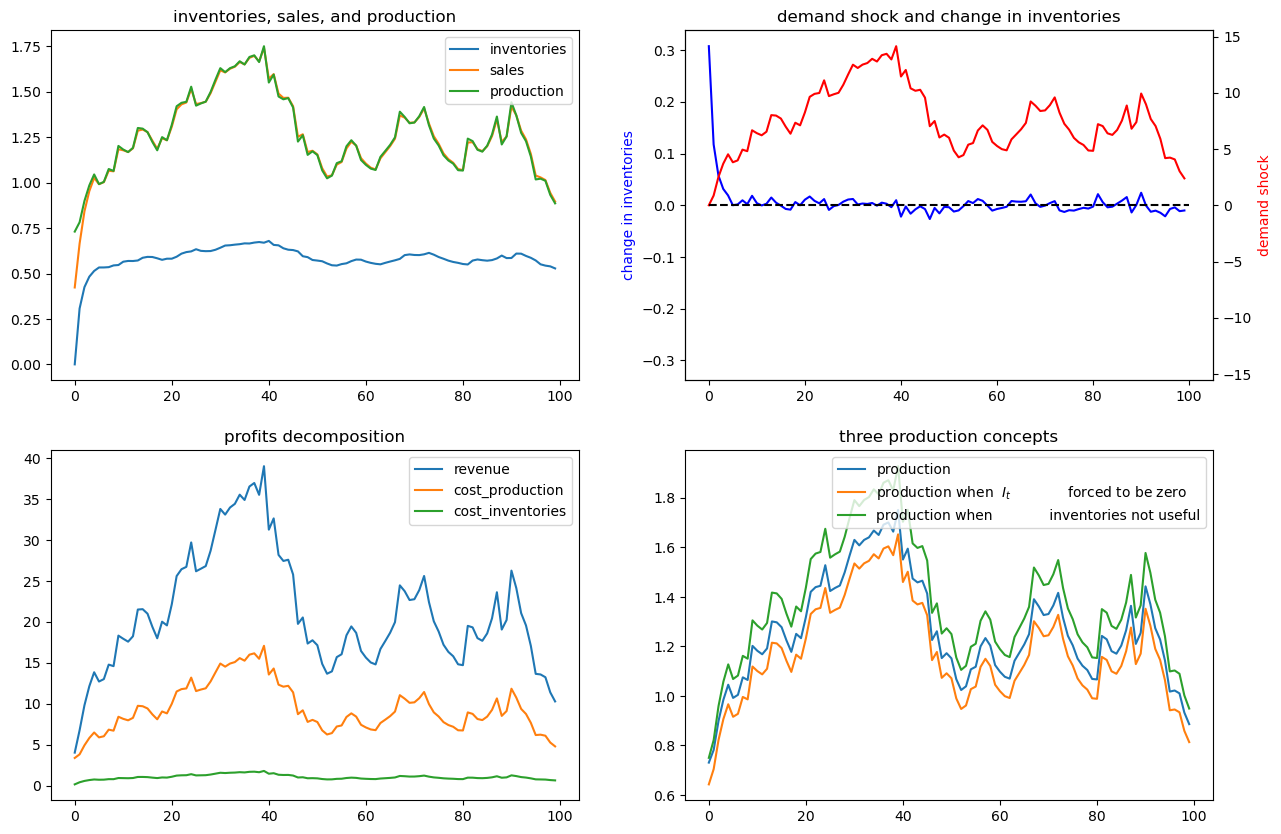 inventories, sales, and production
1.75
1.50
1.25
1.00
0.75
0.50
0.25
0.00
0 20 40 60 80 100
inventories
sales
production
demand shock and change in inventories
change in inventories
0.3
0.2
0.1
0.0
−0.1
−0.2
−0.3
0 20 40 60 80 100
15
10
5
0
−5
−10
−15
demand shock
profits decomposition
40
35
30
25
20
15
10
5
0
0 20 40 60 80 100
revenue
cost_production
cost_inventories
three production concepts
1.8
1.6
1.4
1.2
1.0
0.8
0.6
0 20 40 60 80 100
production
production when I_t forced to be zero
production when inventories not useful